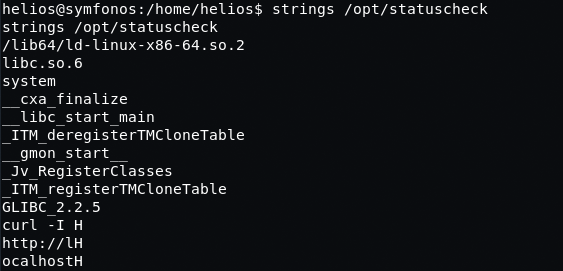 helios@symfonos:/home/helios$ strings /opt/statuscheck
strings /opt/statuscheck
/lib64/ld-linux-x86-64.so.2
libc.so.6
system
__cxa_finalize
__libc_start_main
_ITM_deregisterTMCloneTable
__gmon_start__
_Jv_RegisterClasses
_ITM_registerTMCloneTable
GLIBC_2.2.5
curl -I H
http://lH
ocalhostH